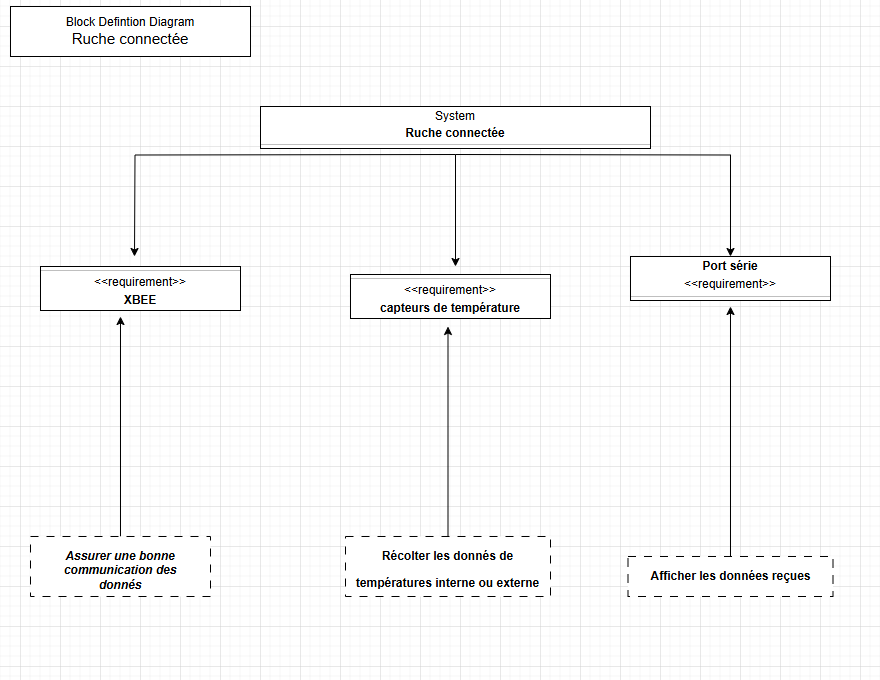 Block Defintion Diagram
Ruche connectée
System
Ruche connectée
<<requirement>>
XBEE
<<requirement>>
capteurs de température
Port série
<<requirement>>
Assurer une bonne
communication des
donnés
Récolter les donnés de
températures interne ou externe
Afficher les données reçues